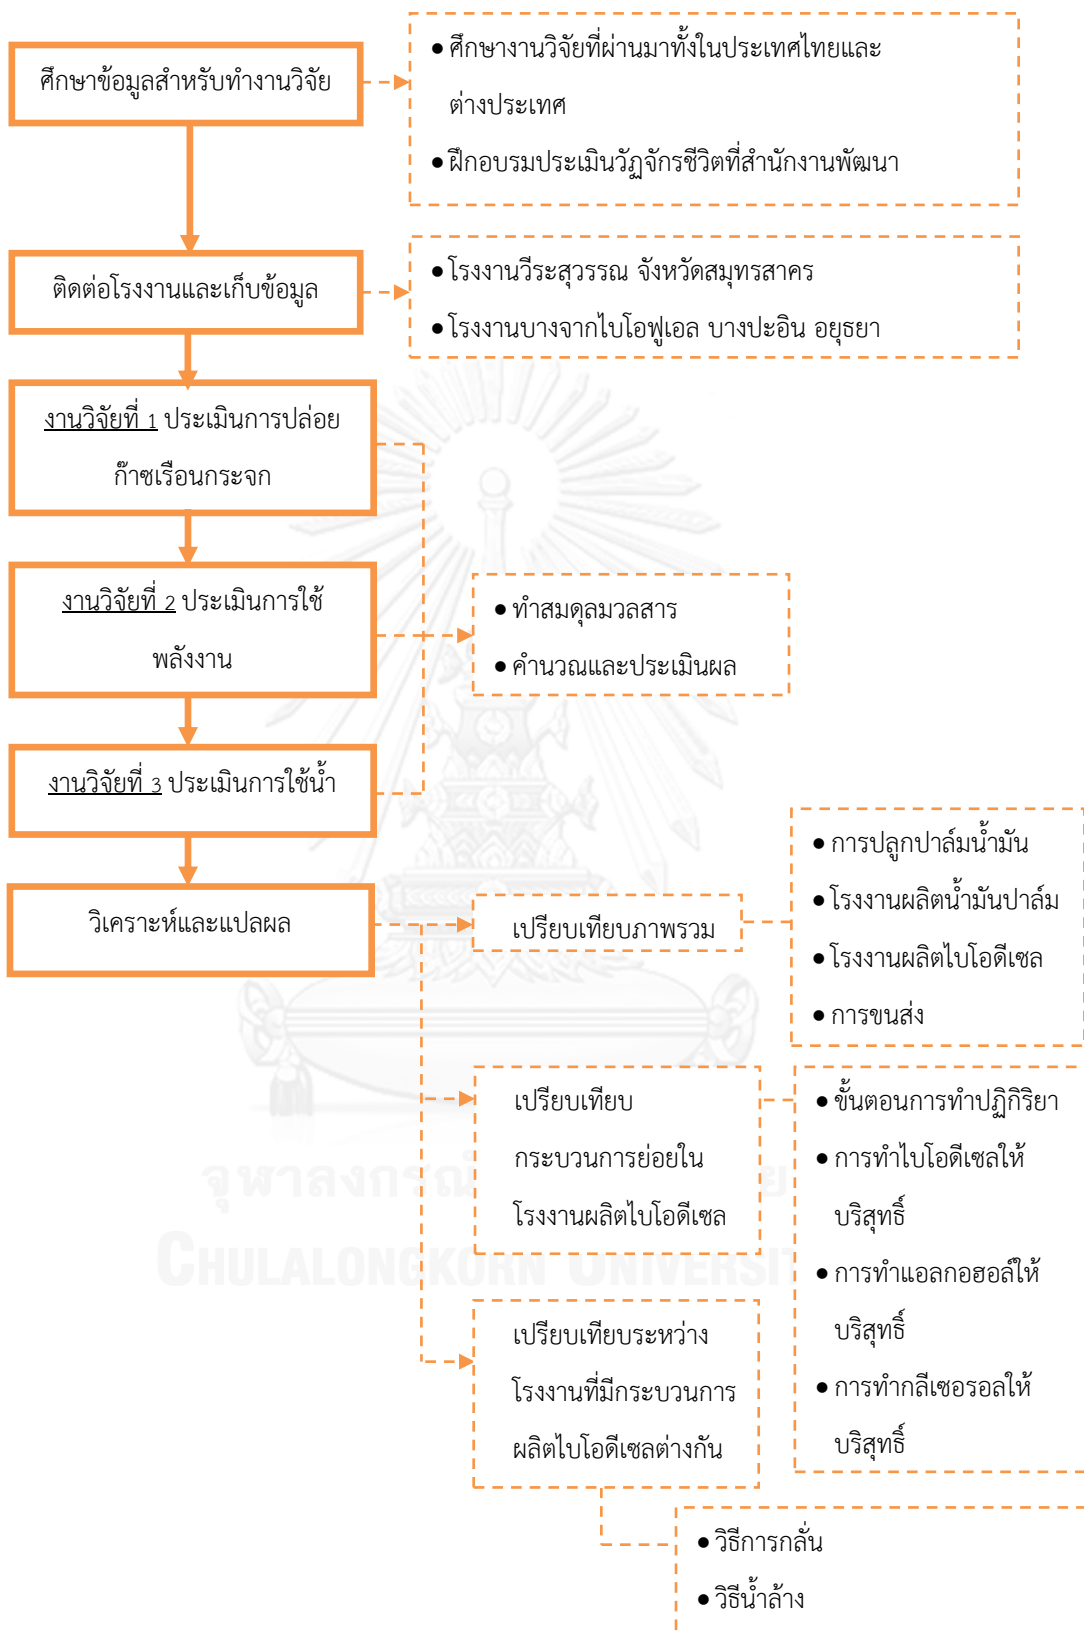 ศึกษาข้อมูลสำหรับทำงานวิจัย
• ศึกษางานวิจัยที่ผ่านมาทั้งในประเทศไทยและ
ต่างประเทศ
• ฝึกอบรมประเมินวัฏจักรชีวิตที่สำนักงานพัฒนา
ติดต่อโรงงานและเก็บข้อมูล
• โรงงานวีระสุวรรณ จังหวัดสมุทรสาคร
• โรงงานบางจากไบโอฟูเอล บางปะอิน อยุธยา
งานวิจัยที่ 1 ประเมินการปล่อย
ก๊าซเรือนกระจก
งานวิจัยที่ 2 ประเมินการใช้
พลังงาน
• ทำสมดุลมวลสาร
• คำนวณและประเมินผล
งานวิจัยที่ 3 ประเมินการใช้น้ำ
วิเคราะห์และแปลผล
เปรียบเทียบภาพรวม
• การปลูกปาล์มน้ำมัน
• โรงงานผลิตน้ำมันปาล์ม
• โรงงานผลิตไบโอดีเซล
• การขนส่ง
เปรียบเทียบ
กระบวนการย่อยใน
โรงงานผลิตไบโอดีเซล
• ขั้นตอนการทำปฏิกิริยา
• การทำไบโอดีเซลให้
บริสุทธิ์
• การทำแอลกอฮอล์ให้
บริสุทธิ์
• การทำกลีเซอรอลให้
บริสุทธิ์
เปรียบเทียบระหว่าง
โรงงานที่มีกระบวนการ
ผลิตไบโอดีเซลต่างกัน
• วิธีการกลั่น
• วิธีน้ำล้าง
CHULALONGKORN UNIVERSIT